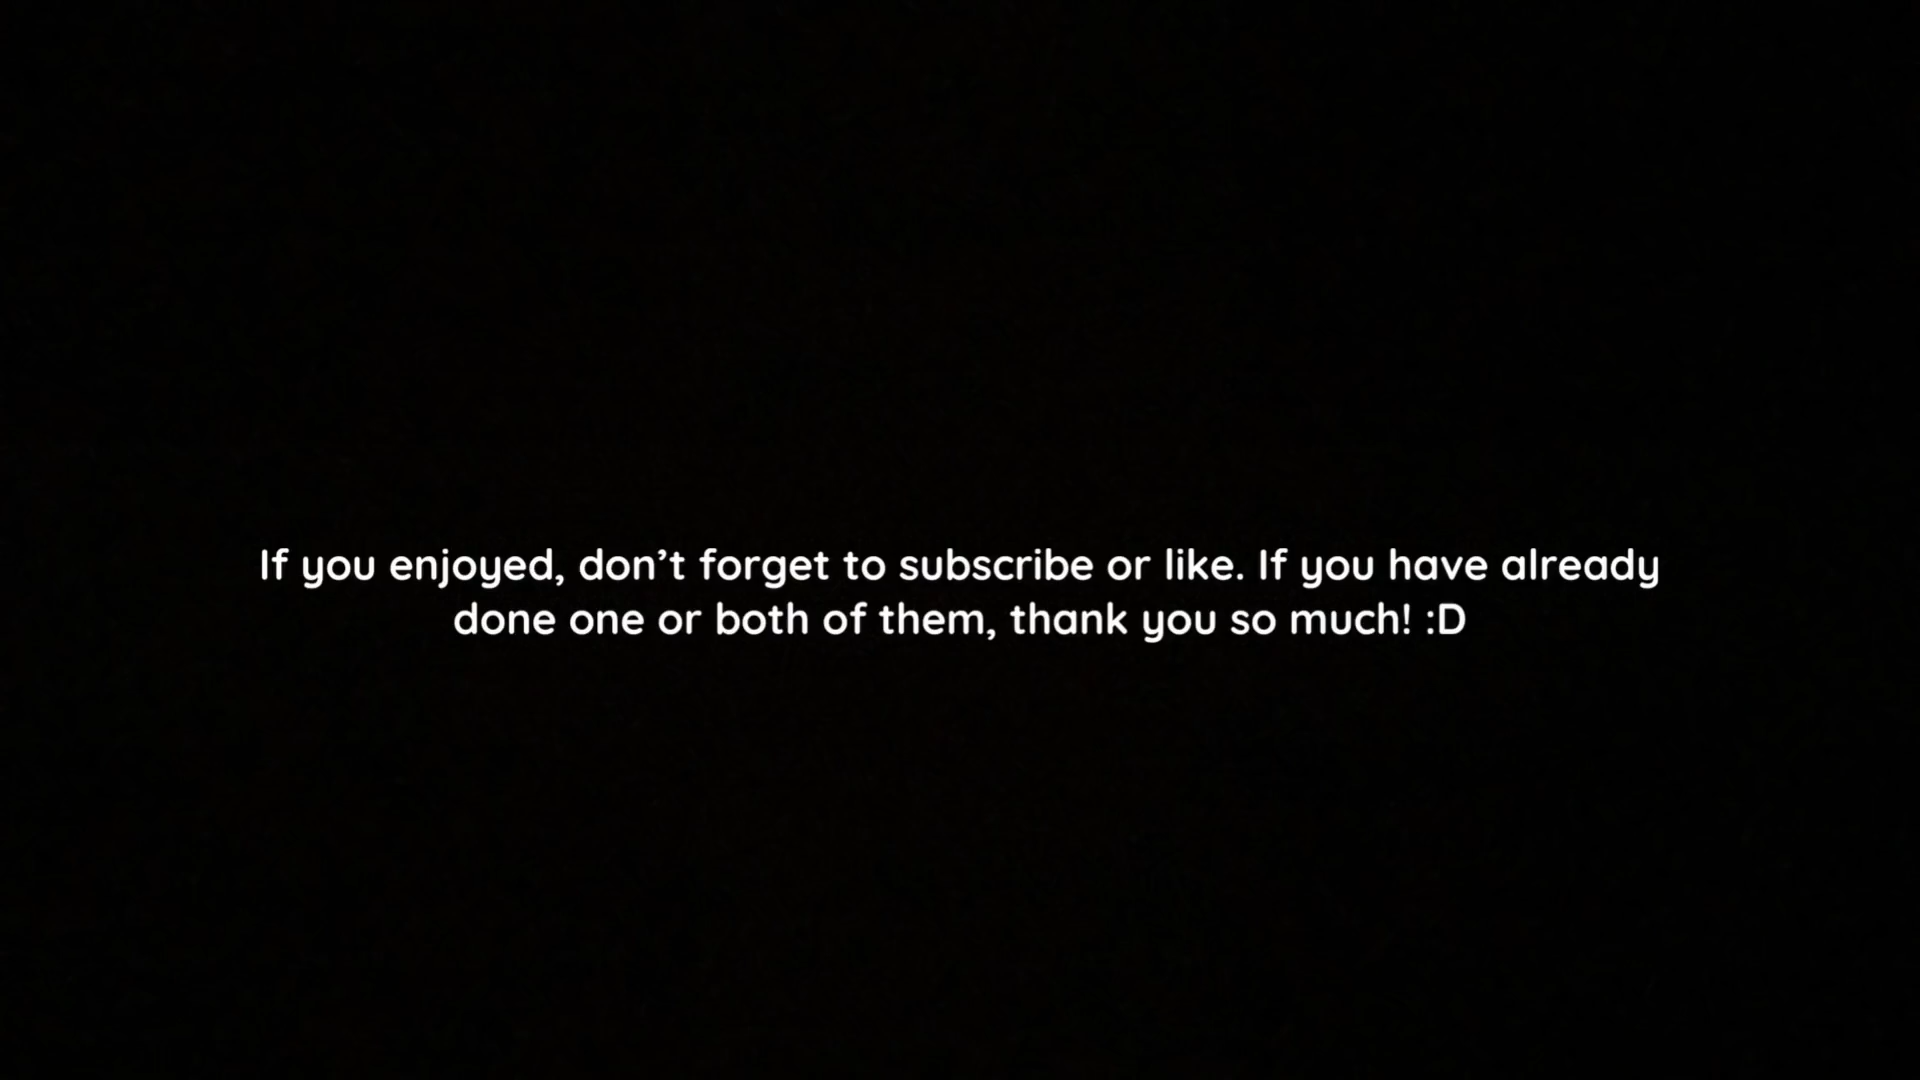 If you enjoyed, don’t forget to subscribe or like. If you have already
done one or both of them, thank you so much! :D